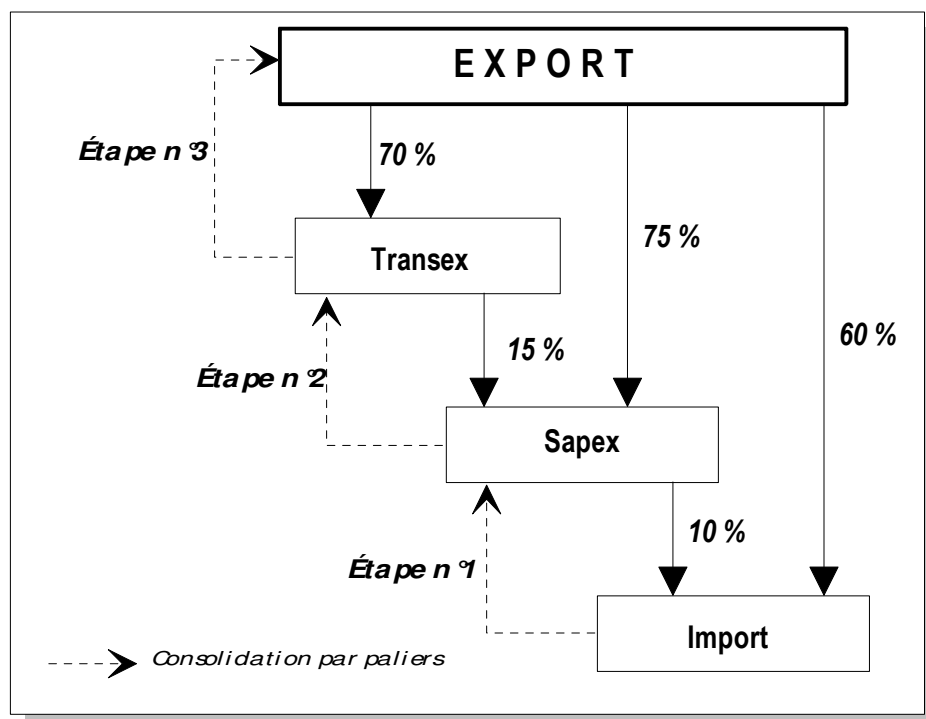 EXPORT
Étape n°3
70 %
Transex
75 %
60 %
15 %
Étape n°2
Sapex
10 %
Étape n°1
Import
Consolidation par paliers